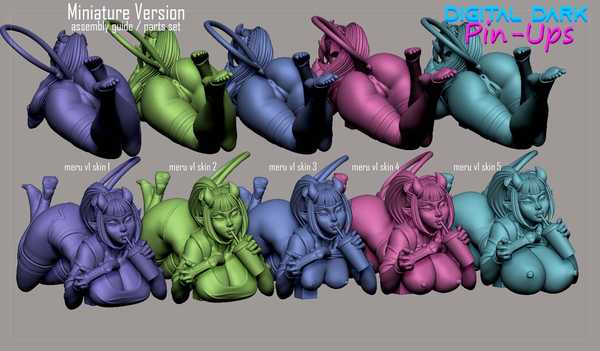 Miniature Version
assembly guide / parts set
DIGITAL DARK
Pin-Ups
meru v1 skin 1
meru v1 skin 2
meru v1 skin 3
meru v1 skin 4
meru v1 skin 5